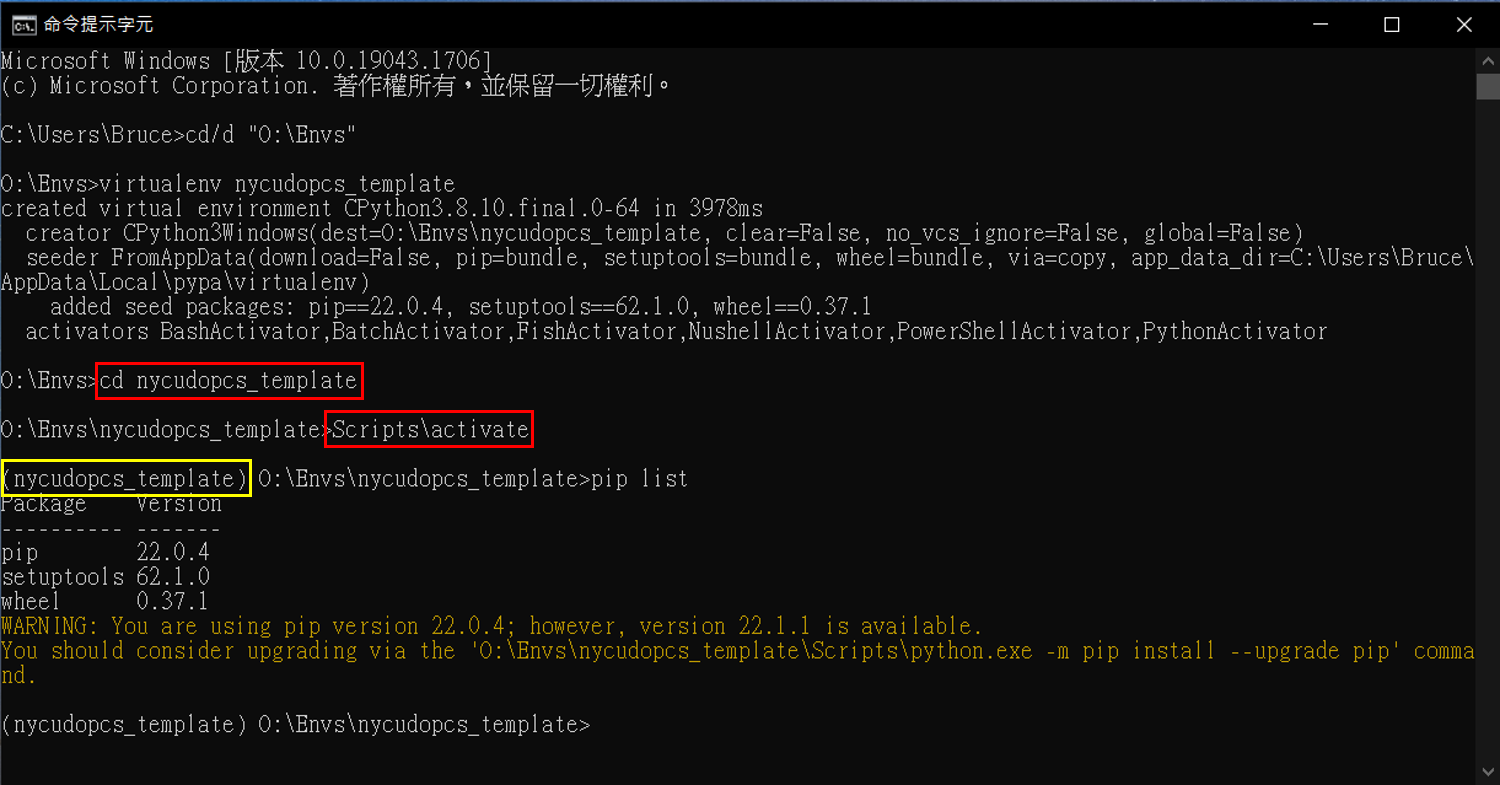 命令提示字元
Microsoft Windows [版本 10.0.19043.1706]
(c) Microsoft Corporation. 著作權所有，並保留一切權利。
C:\Users\Bruce>cd/d "O:\Envs"
O:\Envs>virtualenv nycudopcs_template
created virtual environment CPython3.8.10.final.0-64 in 3978ms
  creator CPython3Windows(dest=O:\Envs\nycudopcs_template, clear=False, no_vcs_ignore=False, global=False)
  seeder FromAppData(download=False, pip=bundle, setuptools=bundle, wheel=bundle, via=copy, app_data_dir=C:\Users\Bruce\
AppData\Local\pypa\virtualenv)
    added seed packages: pip==22.0.4, setuptools==62.1.0, wheel==0.37.1
  activators BashActivator,BatchActivator,FishActivator,NushellActivator,PowerShellActivator,PythonActivator
O:\Envs>cd nycudopcs_template
O:\Envs\nycudopcs_template>Scripts\activate
(nycudopcs_template) O:\Envs\nycudopcs_template>pip list
Package    Version
---------- -------
pip        22.0.4
setuptools 62.1.0
wheel      0.37.1
WARNING: You are using pip version 22.0.4; however, version 22.1.1 is available.
You should consider upgrading via the 'O:\Envs\nycudopcs_template\Scripts\python.exe -m pip install --upgrade pip' comma
nd.
(nycudopcs_template) O:\Envs\nycudopcs_template>